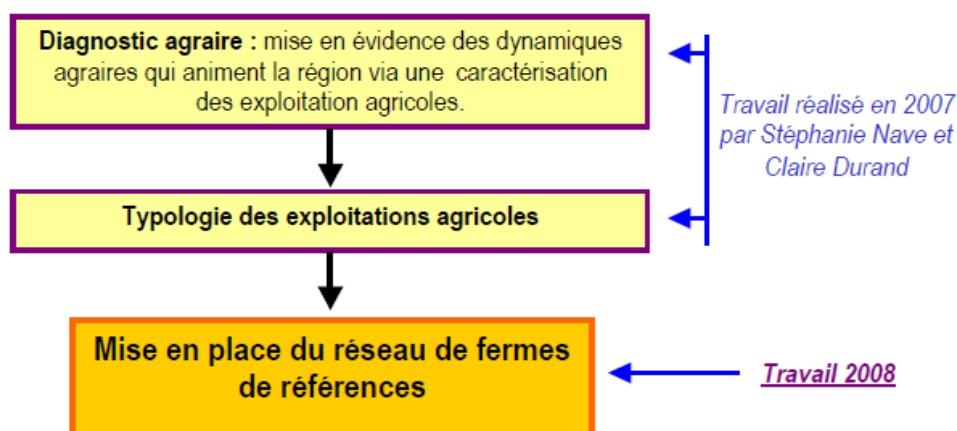 Diagnostic agraire : mise en évidence des dynamiques
agraires qui animent la région via une caractérisation
des exploitation agricoles.
Travail réalisé en 2007
par Stéphanie Nave et
Claire Durand
Typologie des exploitations agricoles
Mise en place du réseau de fermes
de références
Travail 2008